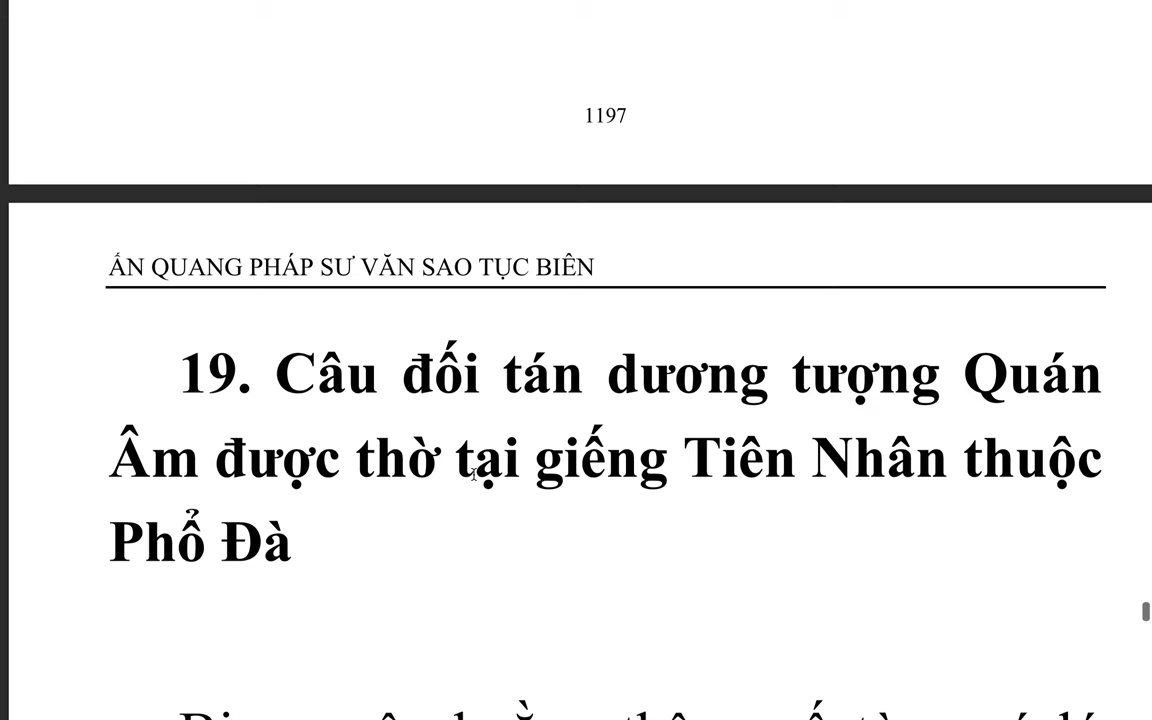 1197
ẤN QUANG PHÁP SƯ VĂN SAO TỤC BIÊN
19. Câu đối tán dương tượng Quán
Âm được thờ tại giếng Tiên Nhân thuộc
Phổ Đà